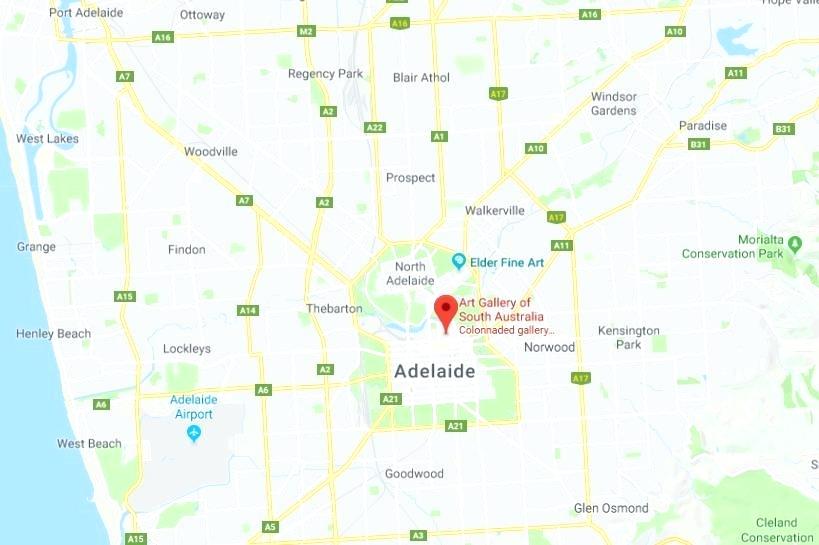 Hope Valley
Port Adelaide
Ottoway
A16
A16
M2
A16
A10
Regency Park
Blair Athol
A7
A11
A17
Windsor
Gardens
A2
A22
A1
Paradise
B31
West Lakes
Woodville
A10
B31
Prospect
A7
A2
Walkerville
A17
Grange
Findon
A11
Morialta
Conservation Park
North
Adelaide
Elder Fine Art
A15
A14
Thebarton
Art Gallery of
South Australia
Colonnaded gallery...
Henley Beach
Lockleys
Norwood
Kensington
Park
Adelaide
A2
A17
A6
A6
Adelaide
Airport
A21
A21
West Beach
Goodwood
S
Glen Osmond
Cleland
Conservation
A15
A5
A3